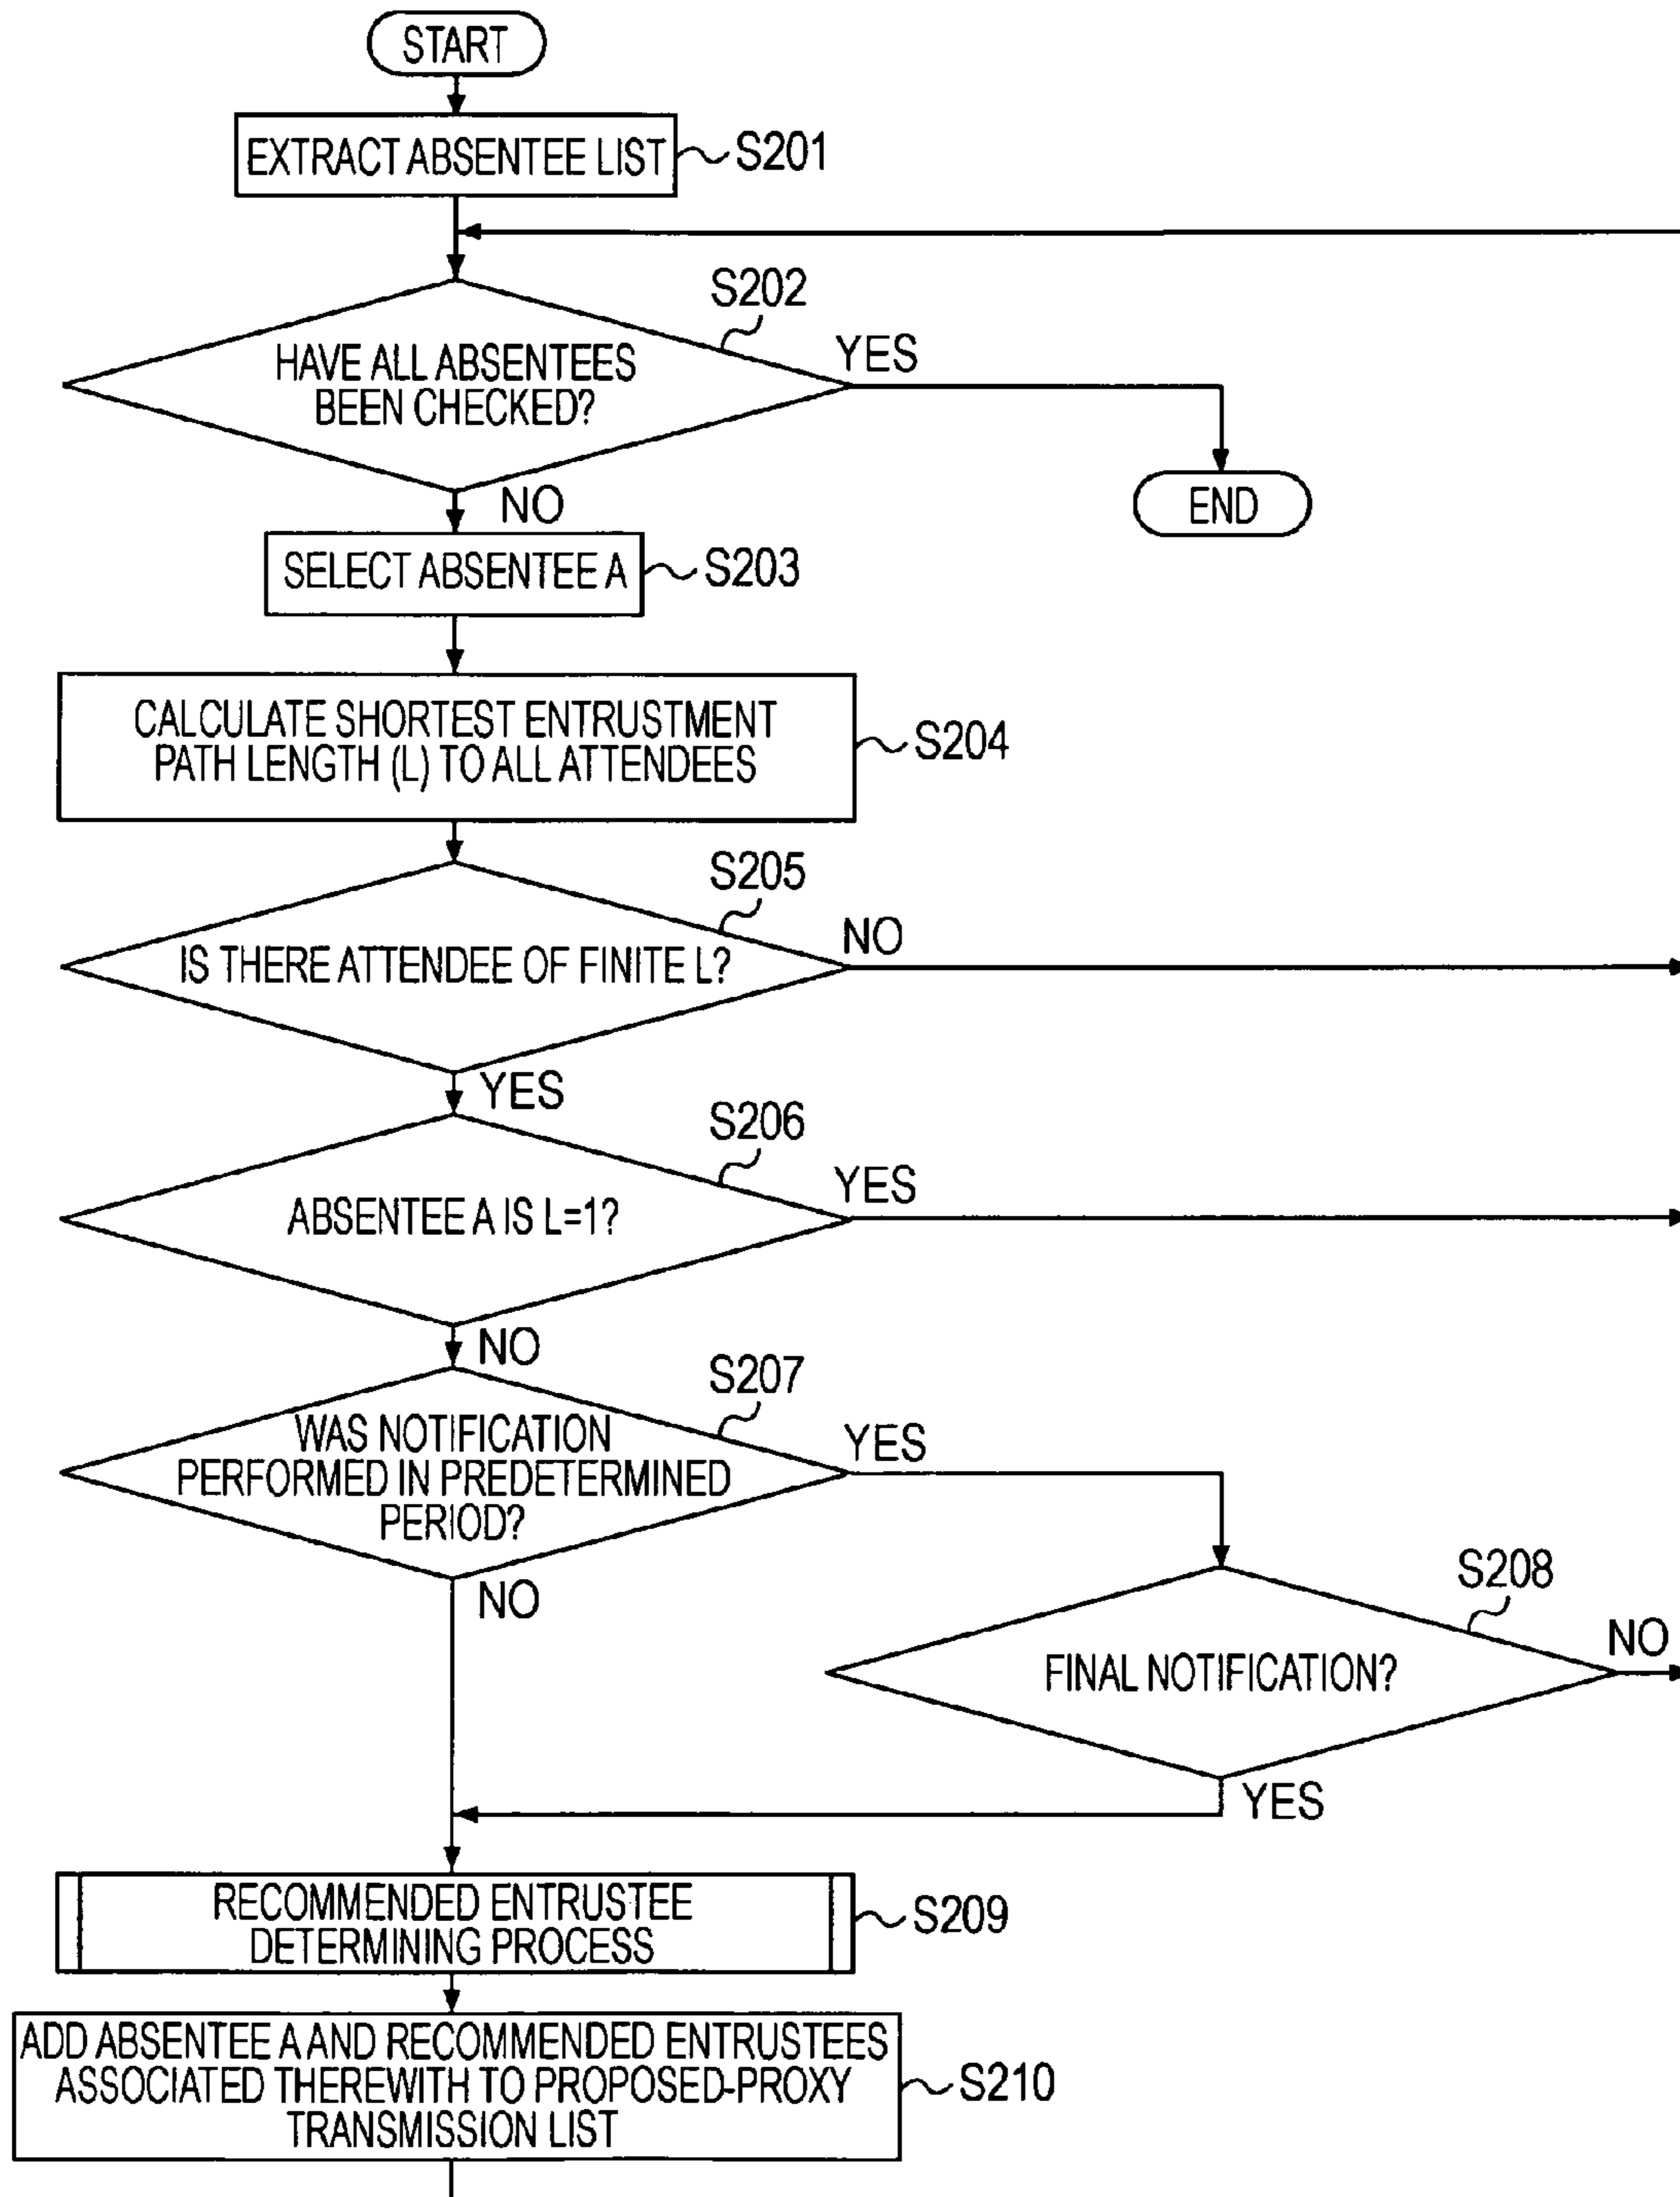 START
EXTRACT ABSENTEE LIST
S201
S202
HAVE ALL ABSENTEES
BEEN CHECKED?
YES
NO
END
SELECT ABSENTEE A
S203
CALCULATE SHORTEST ENTRUSTMENT
PATH LENGTH (L) TO ALL ATTENDEES
S204
S205
IS THERE ATTENDEE OF FINITE L?
NO
YES
S206
ABSENTEE A IS L=1?
YES
NO
S207
WAS NOTIFICATION
PERFORMED IN PREDETERMINED
PERIOD?
YES
NO
S208
FINAL NOTIFICATION?
NO
YES
RECOMMENDED ENTRUSTEE
DETERMINING PROCESS
S209
ADD ABSENTEE A AND RECOMMENDED ENTRUSTEES
ASSOCIATED THEREWITH TO PROPOSED-PROXY
TRANSMISSION LIST
S210